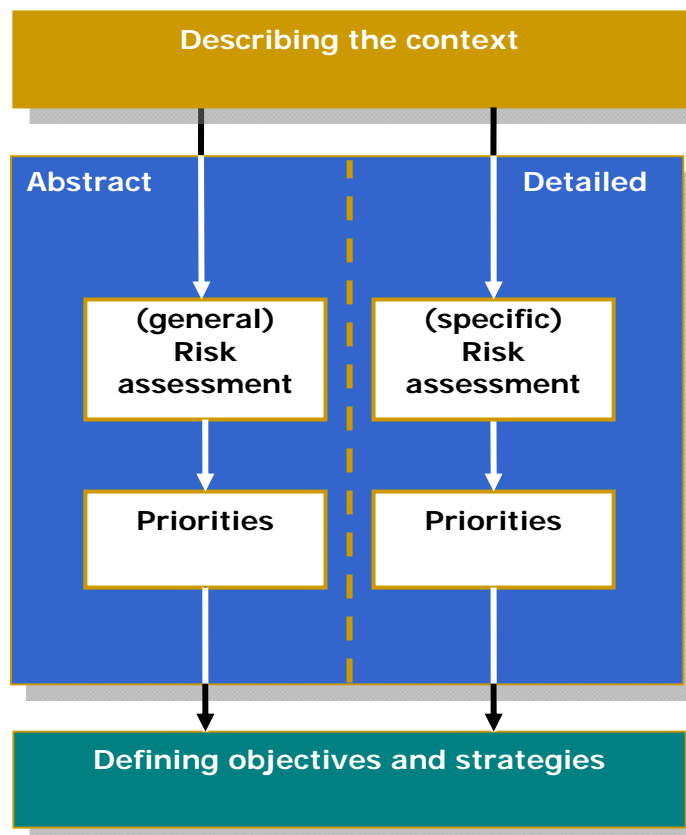 Describing the context
Abstract
Detailed
(general)
Risk
assessment
(specific)
Risk
assessment
Priorities
Priorities
Defining objectives and strategies